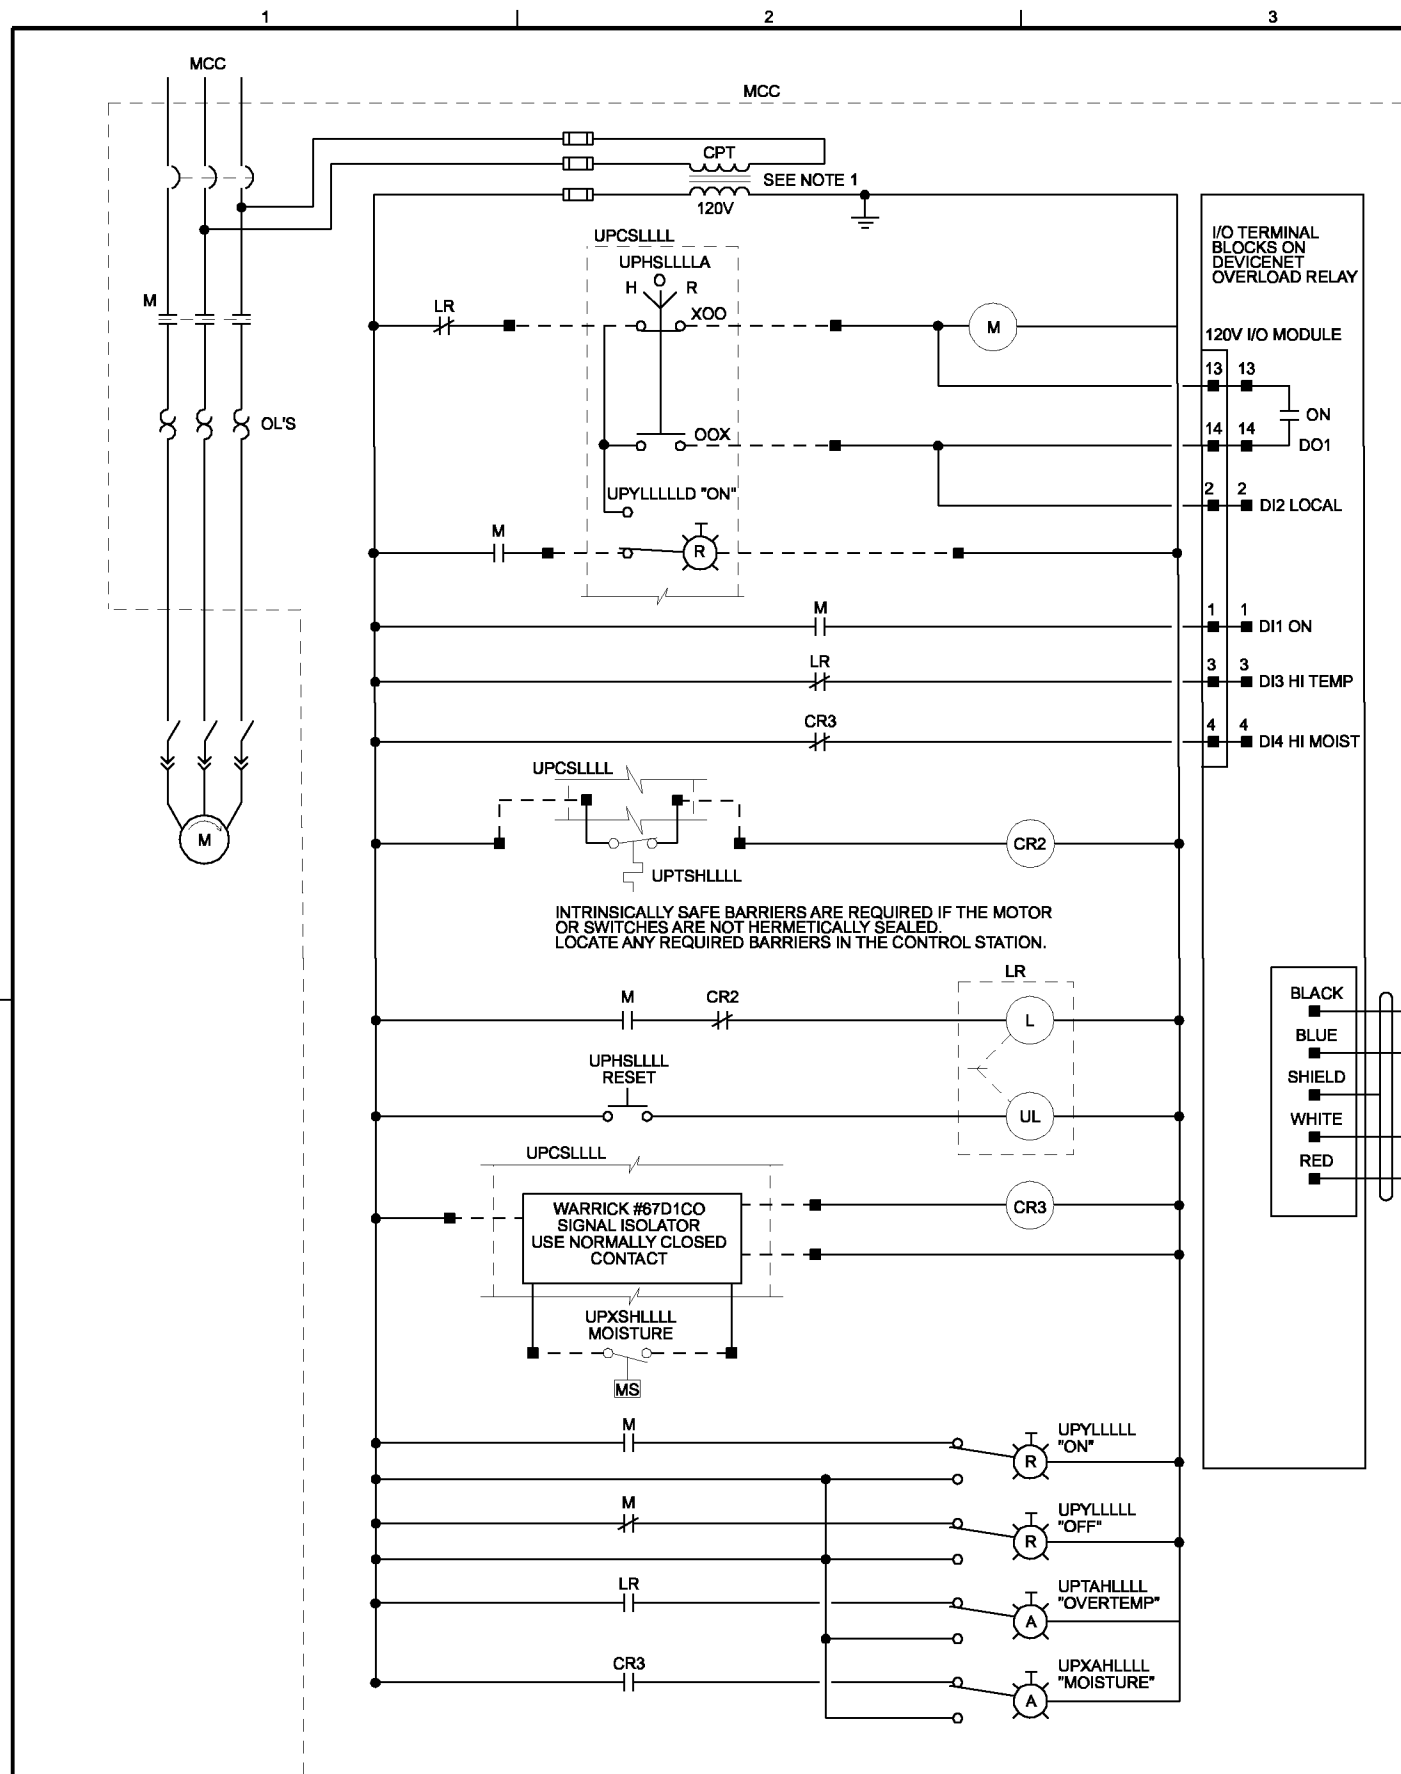 1
2
3
MCC
MCC
CPT
SEE NOTE 1
120V
UPCSLLLL
UPHSLLLLA
O
H
R
XOO
LR
M
M
I/O TERMINAL
BLOCKS ON
DEVICENET
OVERLOAD RELAY
120V I/O MODULE
13 13
ON
OL'S
OOX
14 14
DO1
UPYLLLLLD "ON"
2 2
DI2 LOCAL
M
R
M
1 1
DI1 ON
LR
3 3
DI3 HI TEMP
CR3
4 4
DI4 HI MOIST
UPCSLLLL
M
CR2
UPTSHLLLL
INTRINSICALLY SAFE BARRIERS ARE REQUIRED IF THE MOTOR
OR SWITCHES ARE NOT HERMETICALLY SEALED.
LOCATE ANY REQUIRED BARRIERS IN THE CONTROL STATION.
LR
M
CR2
L
BLACK
BLUE
UPHSLLLL
RESET
SHIELD
UL
WHITE
UPCSLLLL
RED
WARRICK #67D1CO
SIGNAL ISOLATOR
USE NORMALLY CLOSED
CONTACT
CR3
UPXSHLLLL
MOISTURE
MS
M
UPYLLLLL
"ON"
R
M
UPYLLLLL
"OFF"
R
LR
UPTAHLLLL
"OVERTEMP"
A
CR3
UPXAHLLLL
"MOISTURE"
A